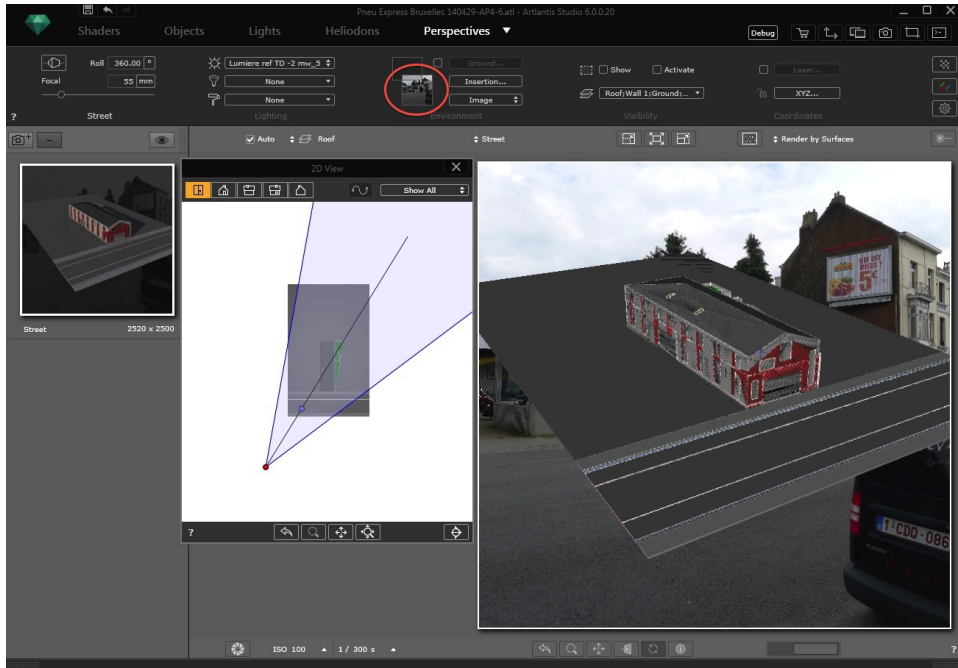 Pneu Express Bruxelles 140429-AP4-6.atl - Artlantis Studio 6.0.0.20
Shaders Objects Lights Heliodons Perspectives Debug
Roll 360.00 °
Focal 55 mm
? Street
Lumiere ref TD -2 mw_5
None
None
Lighting
Ground...
Insertion...
Image
Environment
Show Activate
Roof;Wall 1;Ground;...
Visibility
Laser...
XYZ...
Coordinates
Auto Roof Street Render by Surfaces
2D View
Show All
Street 2520 x 2500
5€
1-CDQ-086
CADDY
?
ISO 100 1 / 300 s ?